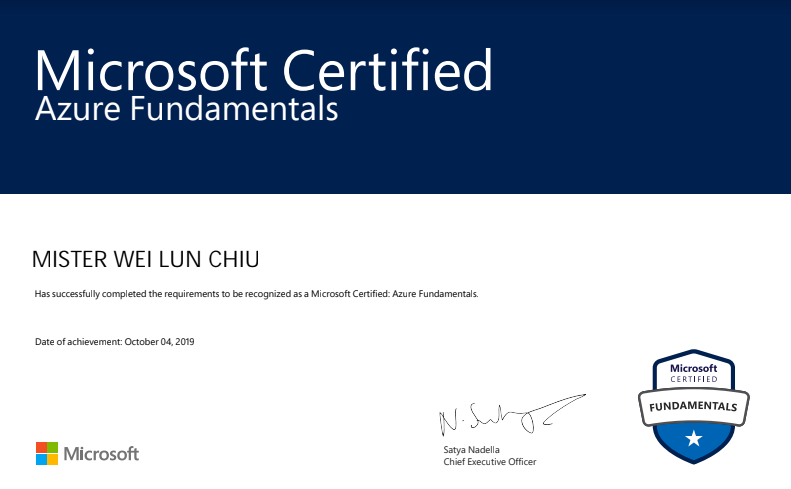 Microsoft Certified
Azure Fundamentals
MISTER WEI LUN CHIU
Has successfully completed the requirements to be recognized as a Microsoft Certified: Azure Fundamentals.
Date of achievement: October 04, 2019
Microsoft
CERTIFIED
FUNDAMENTALS
Satya Nadella
Chief Executive Officer
Microsoft